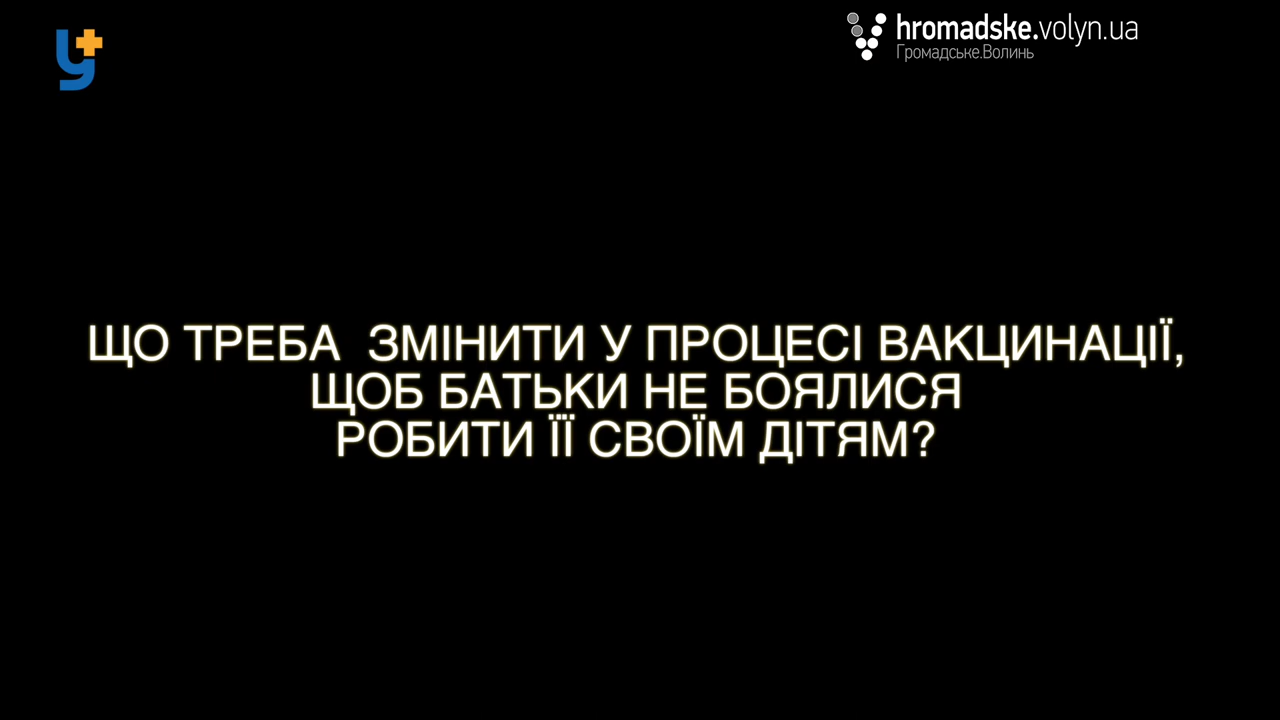 У+
hromadske.volyn.ua
Громадське.Волинь
ЩО ТРЕБА ЗМІНИТИ У ПРОЦЕСІ ВАКЦИНАЦІЇ,
ЩОБ БАТЬКИ НЕ БОЯЛИСЯ
РОБИТИ ЇЇ СВОЇМ ДІТЯМ?